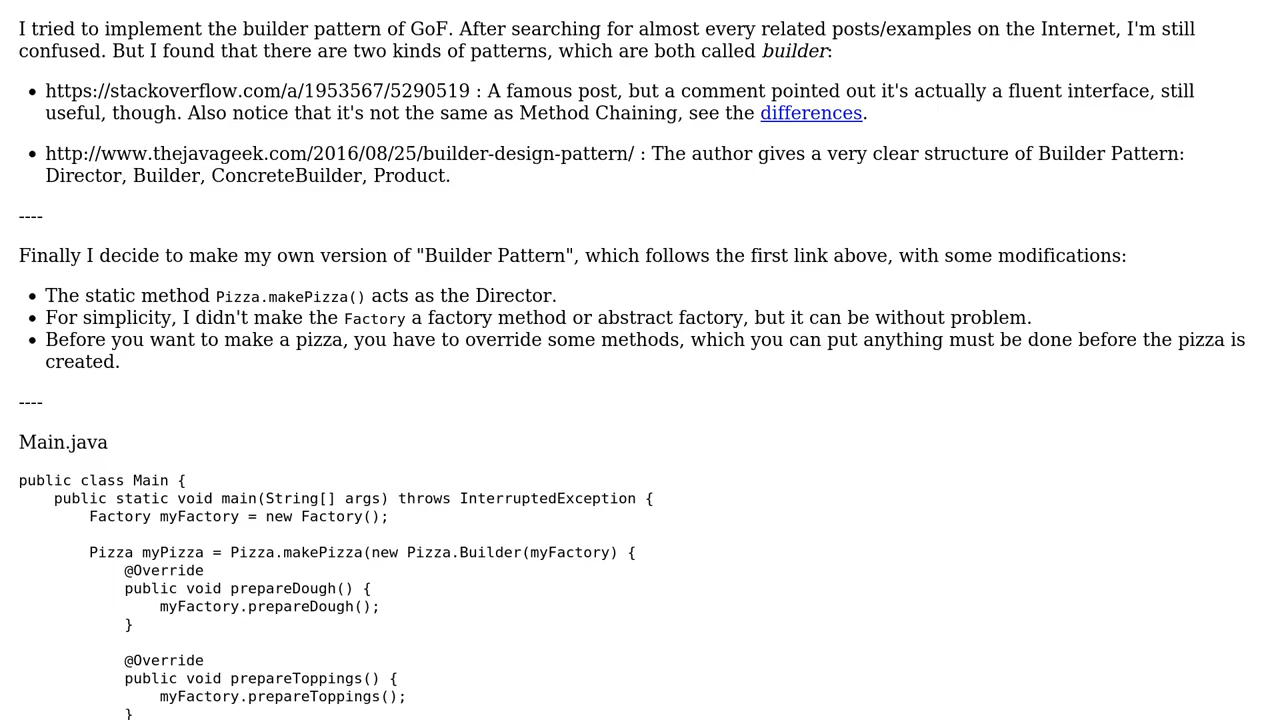 I tried to implement the builder pattern of GoF. After searching for almost every related posts/examples on the Internet, I'm still
confused. But I found that there are two kinds of patterns, which are both called builder:
• https://stackoverflow.com/a/1953567/5290519 : A famous post, but a comment pointed out it's actually a fluent interface, still
useful, though. Also notice that it's not the same as Method Chaining, see the differences.
• http://www.thejavageek.com/2016/08/25/builder-design-pattern/ : The author gives a very clear structure of Builder Pattern:
Director, Builder, ConcreteBuilder, Product.
----
Finally I decide to make my own version of "Builder Pattern", which follows the first link above, with some modifications:
• The static method Pizza.makePizza() acts as the Director.
• For simplicity, I didn't make the Factory a factory method or abstract factory, but it can be without problem.
• Before you want to make a pizza, you have to override some methods, which you can put anything must be done before the pizza is
created.
----
Main.java
public class Main {
    public static void main(String[] args) throws InterruptedException {
        Factory myFactory = new Factory();
        Pizza myPizza = Pizza.makePizza(new Pizza.Builder(myFactory) {
            @Override
            public void prepareDough() {
                myFactory.prepareDough();
            }
            @Override
            public void prepareToppings() {
                myFactory.prepareToppings();
            }